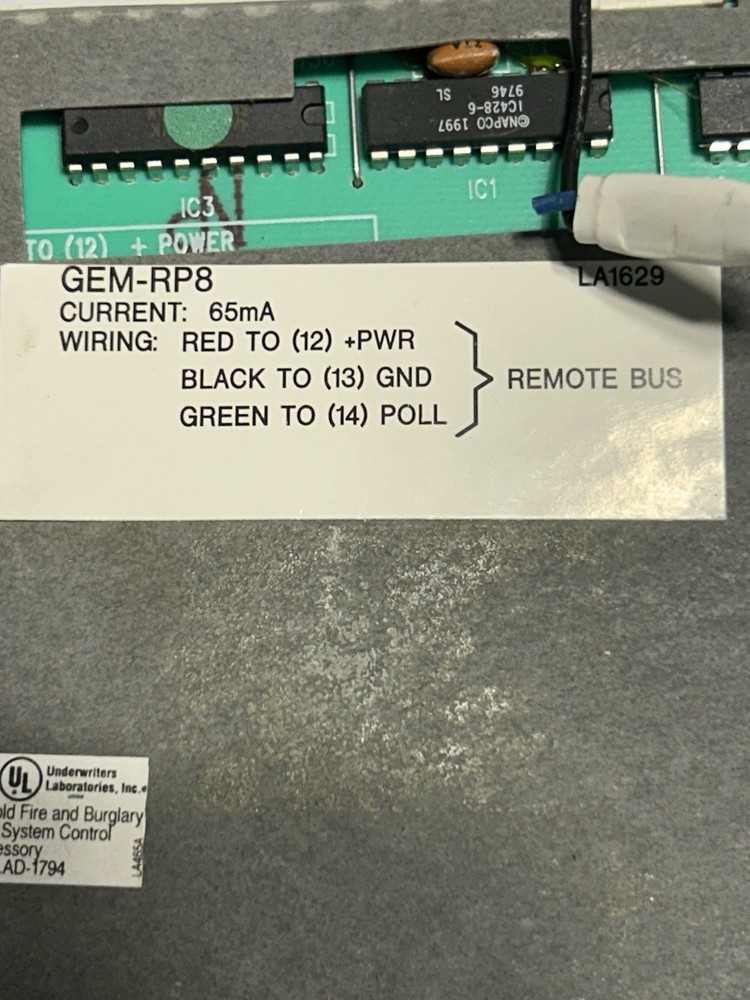 ©NAPCO 1997
IC428-6
9746 SL
IC3
IC1
TO (12) + POWER
GEM-RP8 LA1629
CURRENT: 65mA
WIRING: RED TO (12) +PWR
BLACK TO (13) GND
GREEN TO (14) POLL
REMOTE BUS
UL
Underwriters
Laboratories, Inc.®
old Fire and Burglary
System Control
essory
AD-1794
LA465A